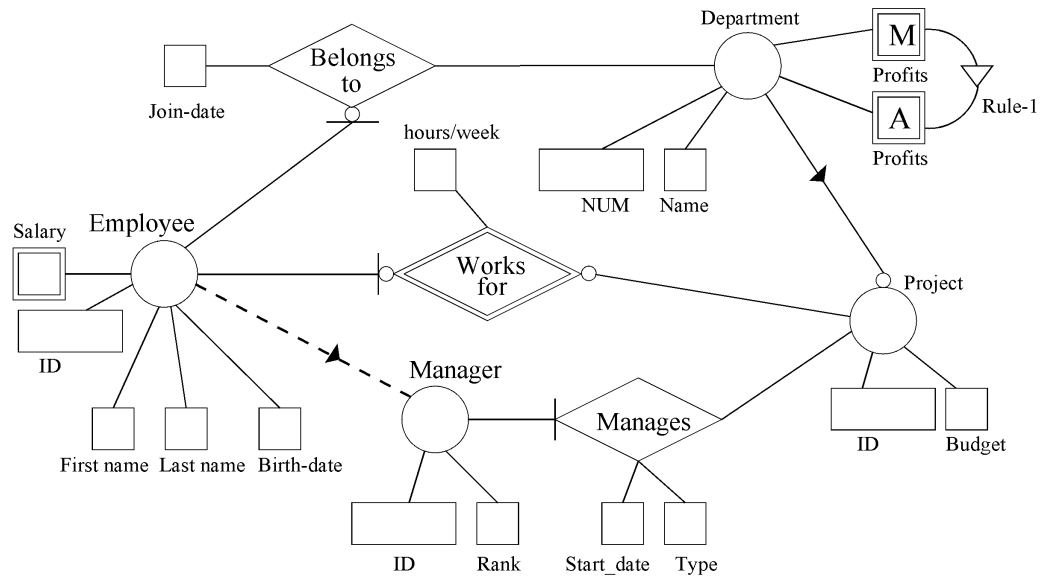 Department
M
Profits
Belongs
to
Join-date
Rule-1
A
Profits
hours/week
NUM
Name
Employee
Salary
Works
for
Project
ID
Manager
Manages
ID
Budget
First name
Last name
Birth-date
ID
Rank
Start_date
Type